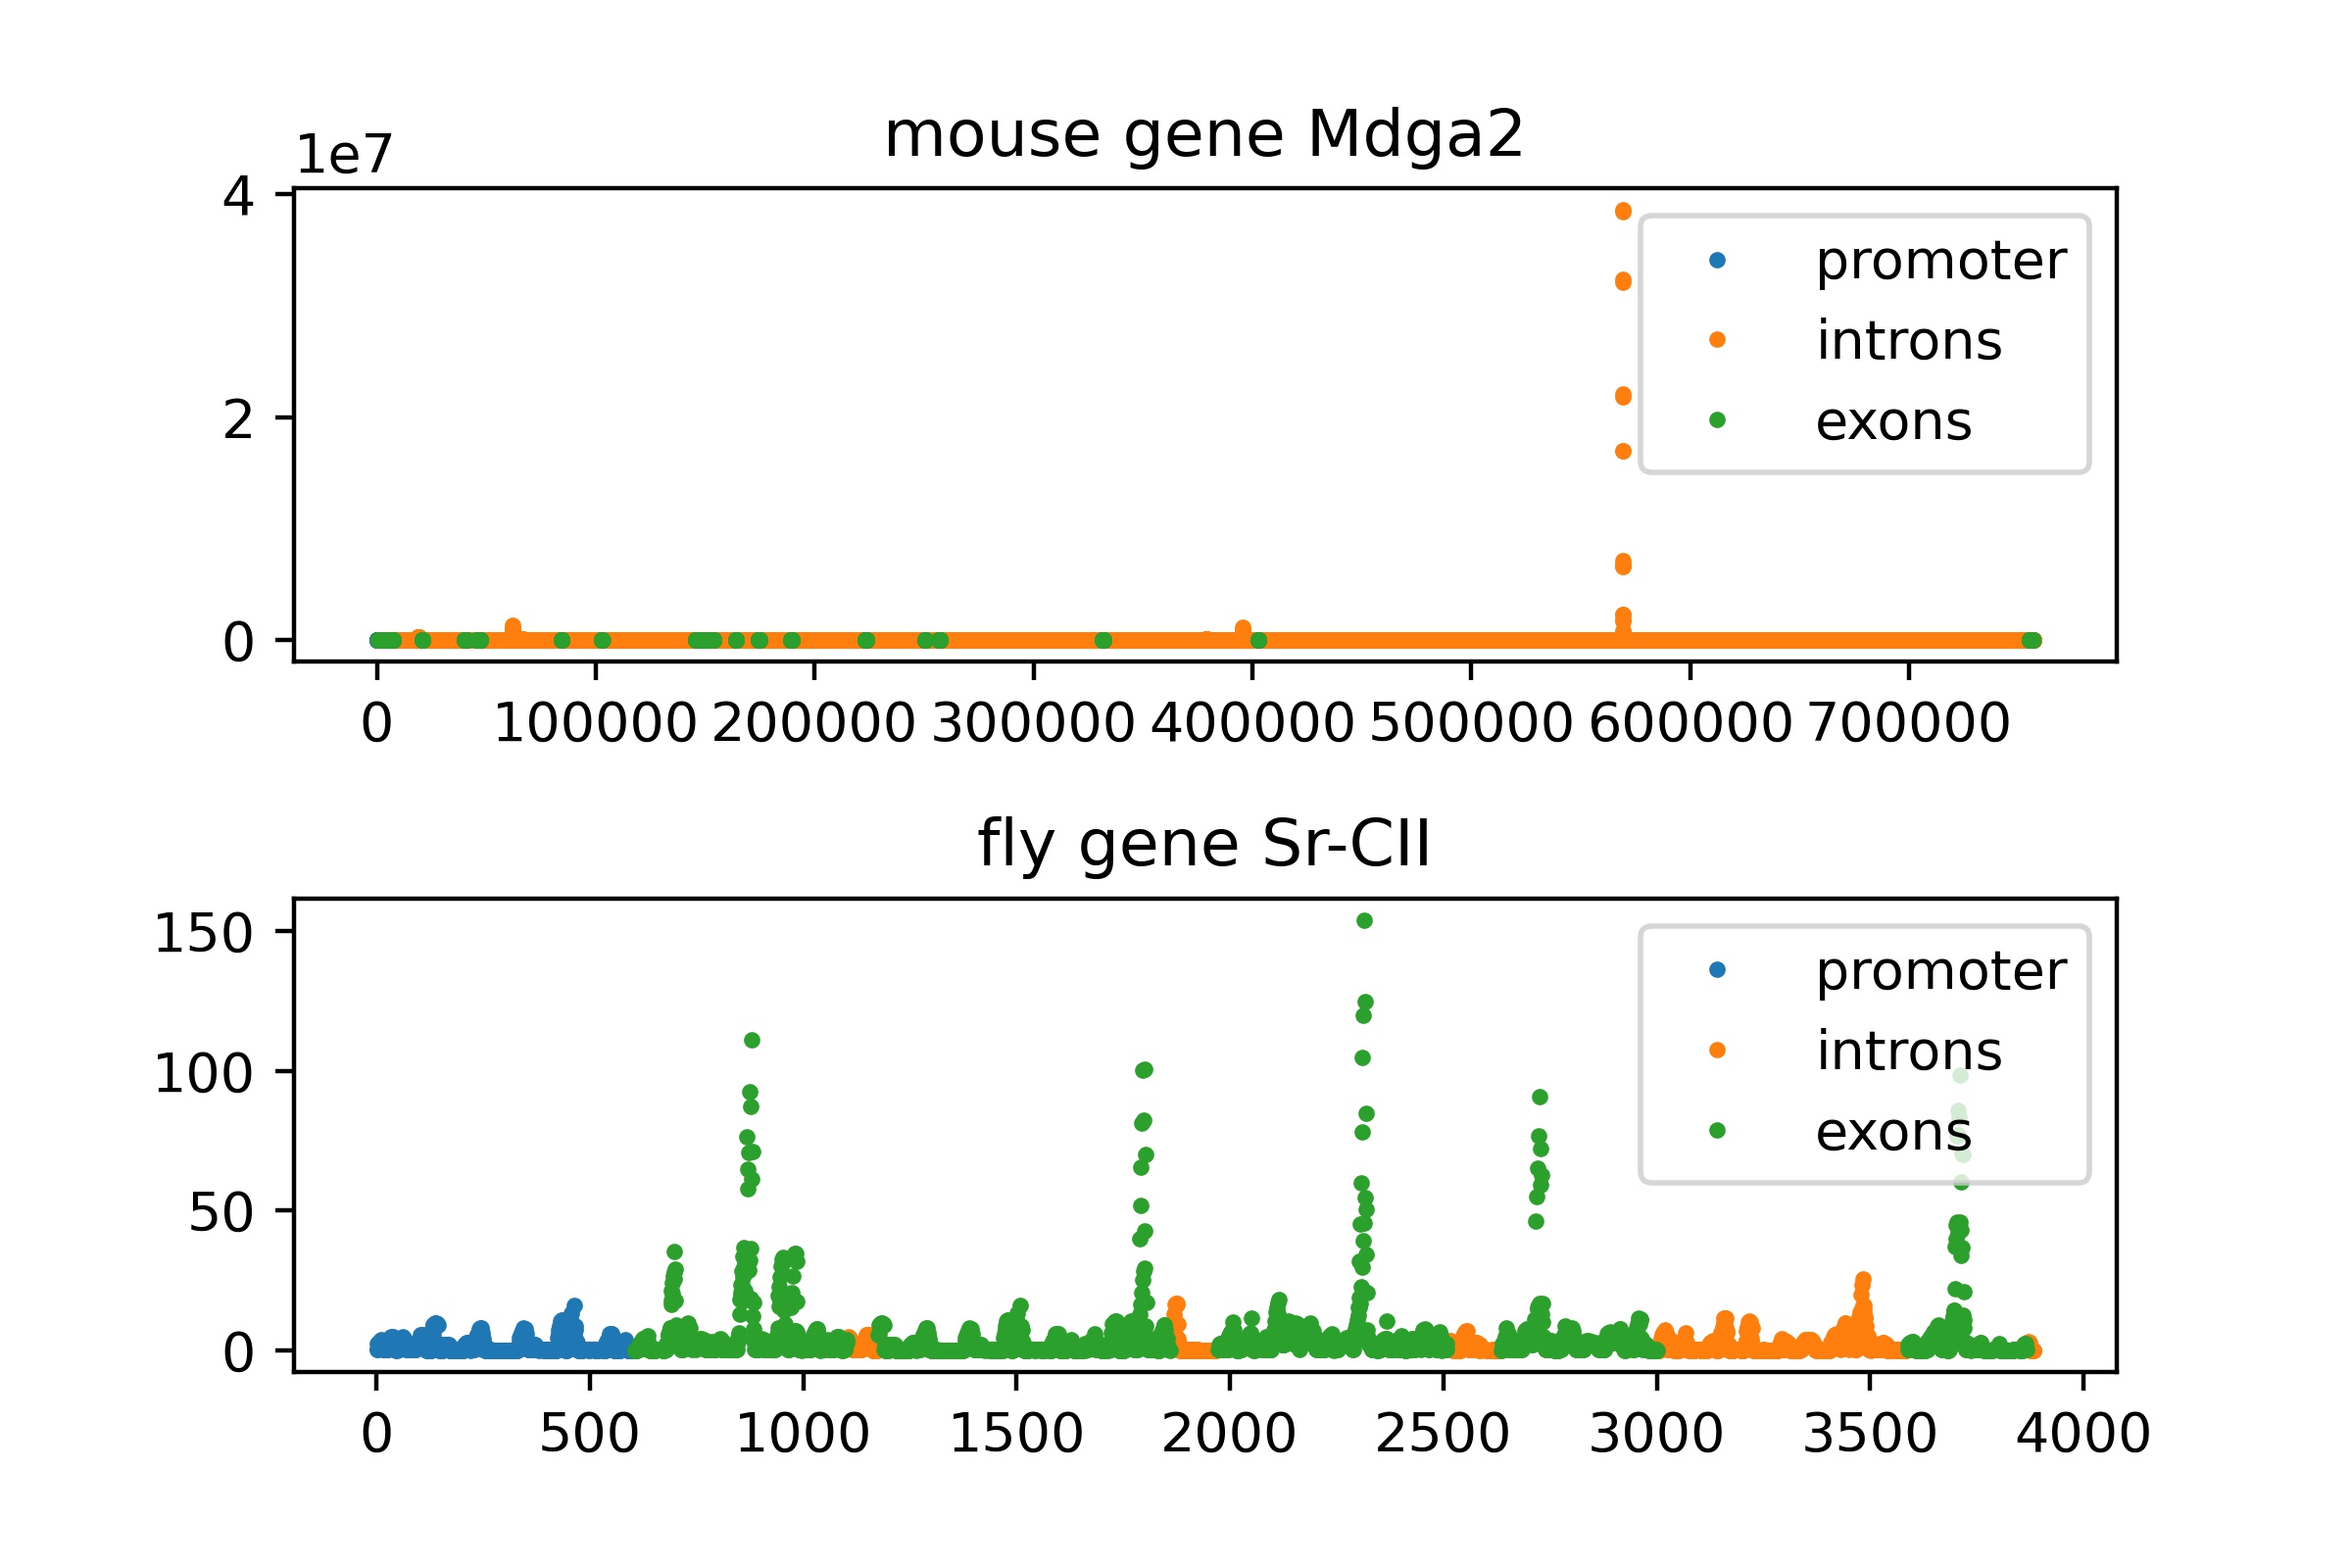 mouse gene Mdga2
1e7
4
2
0
promoter
introns
exons
0 100000 200000 300000 400000 500000 600000 700000
fly gene Sr-CII
150
100
50
0
promoter
introns
exons
0 500 1000 1500 2000 2500 3000 3500 4000